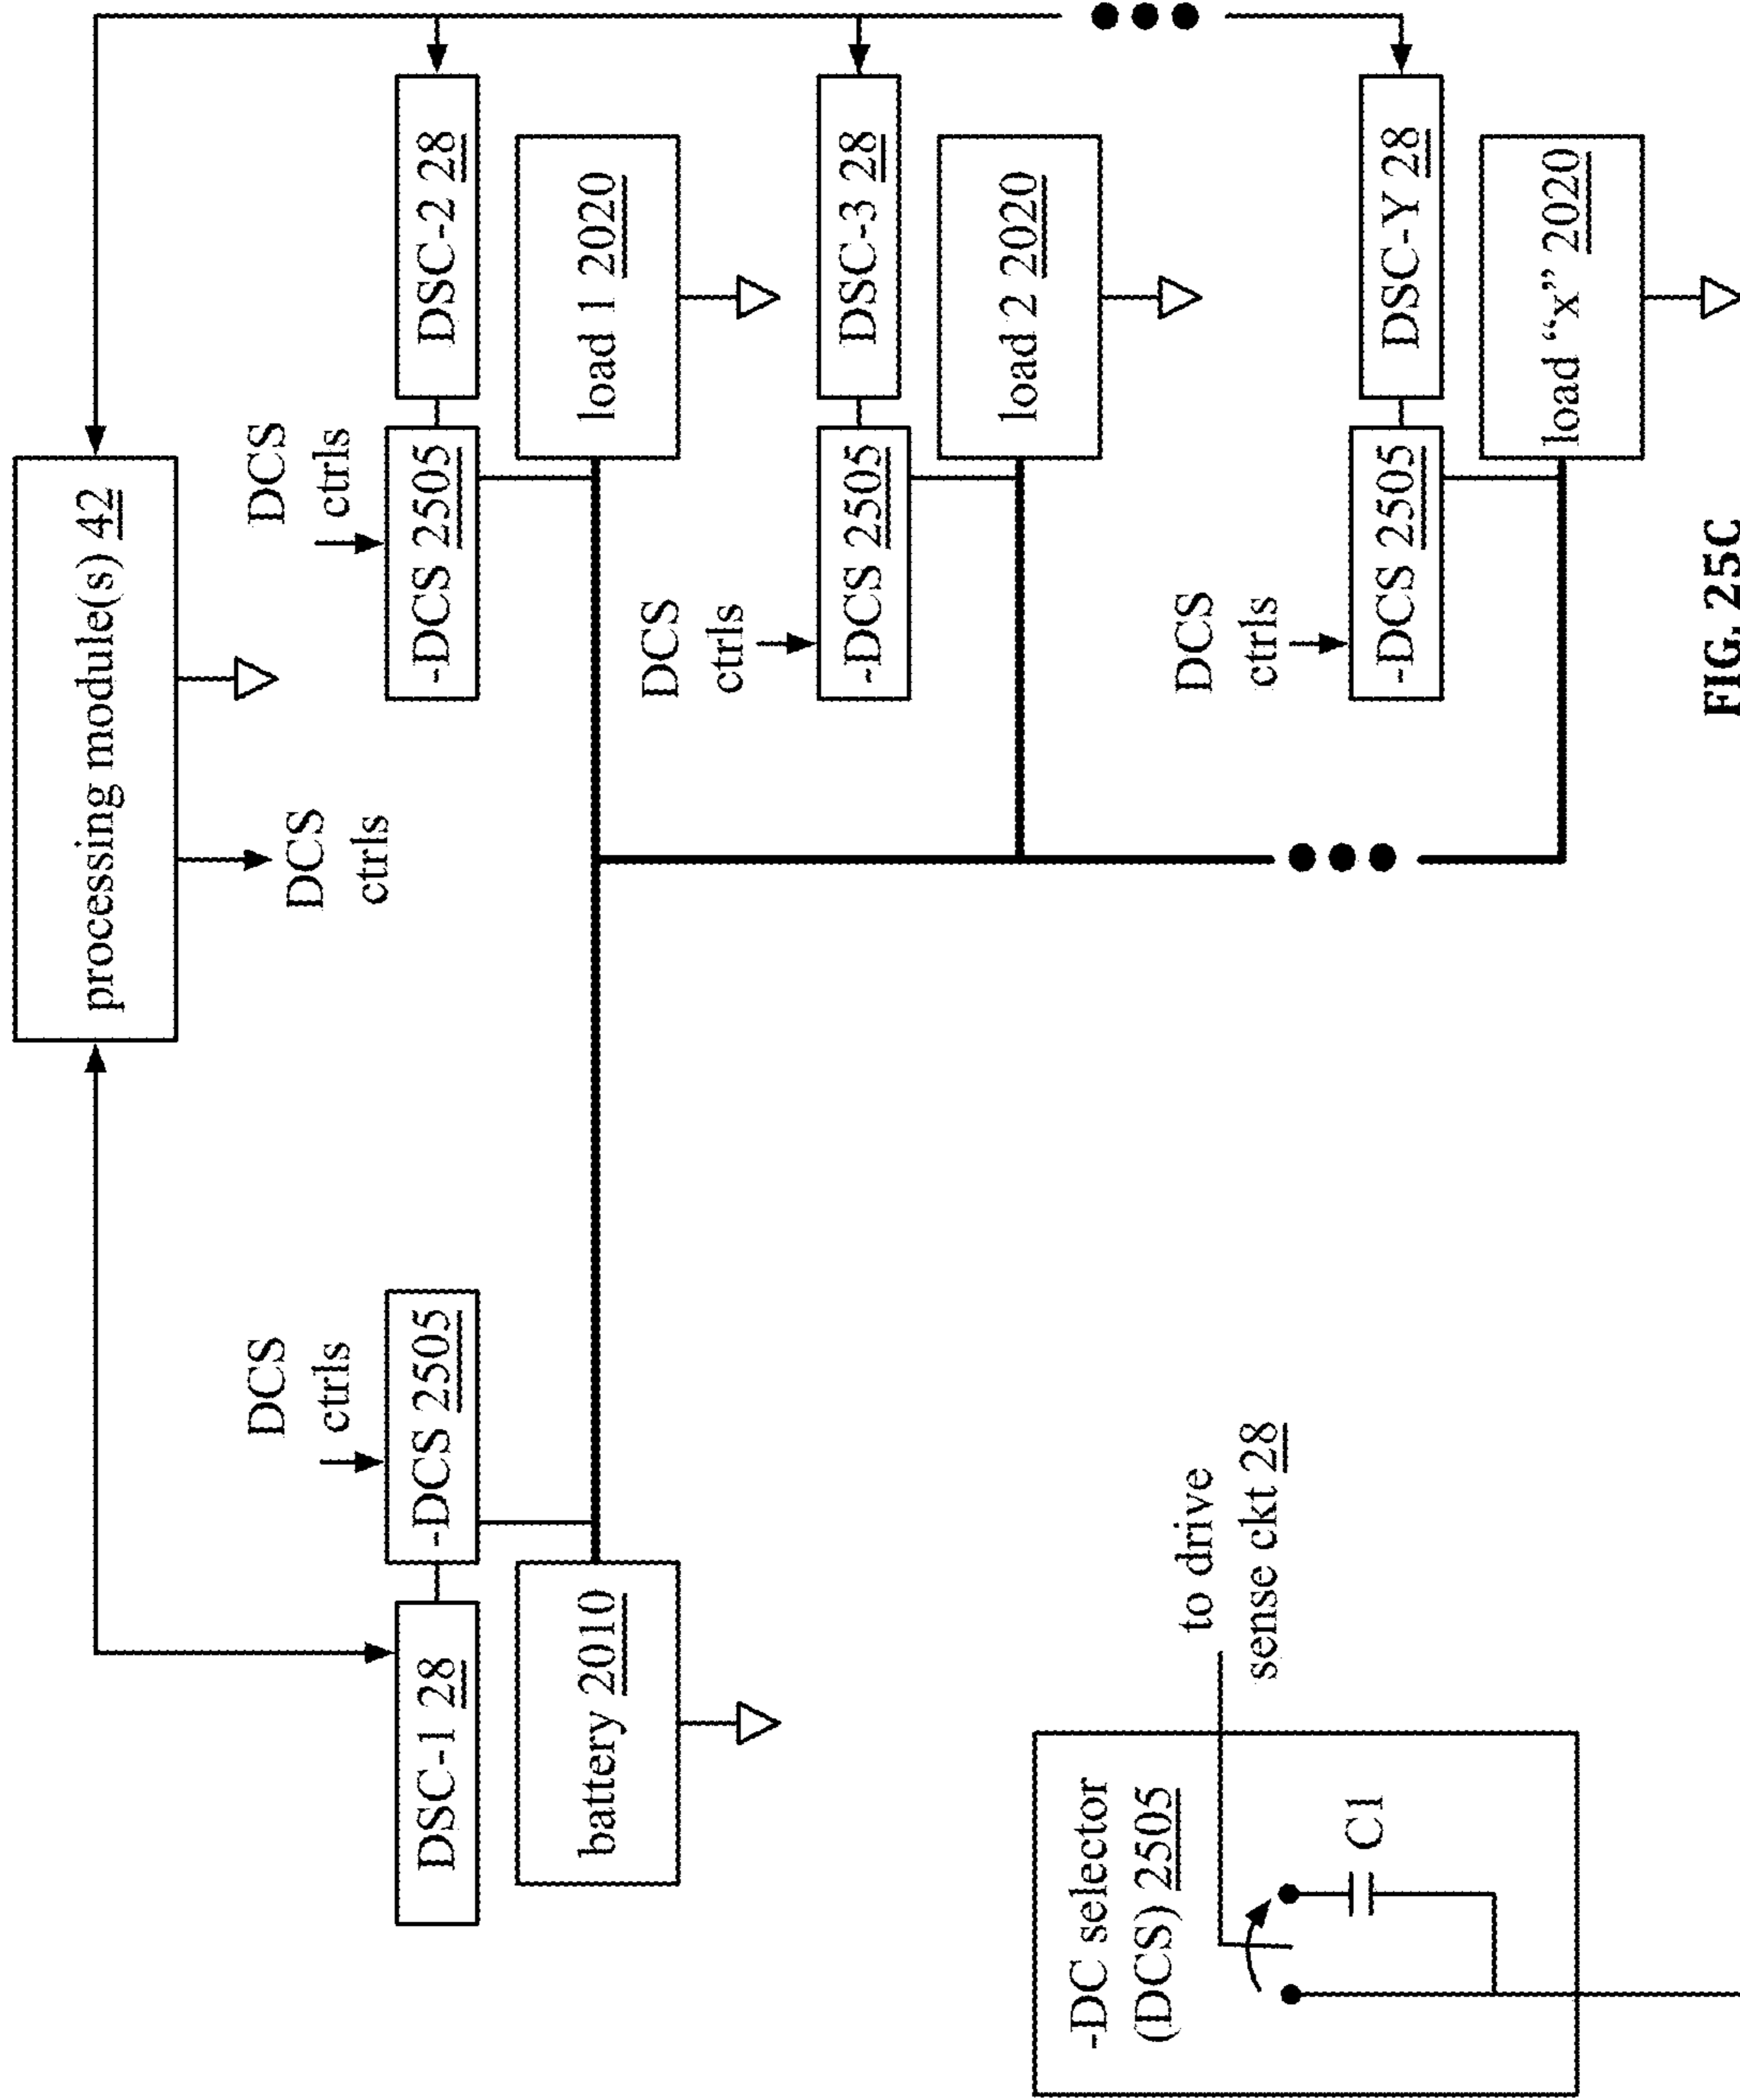 processing module(s) 42
DCS
ctrls
DCS
ctrls
DSC-1 28
-DCS 2505
battery 2010
DCS
ctrls
-DCS 2505
DSC-2 28
load 1 2020
DCS
ctrls
-DCS 2505
DSC-3 28
load 2 2020
DCS
ctrls
-DCS 2505
DSC-Y 28
load “x” 2020
-DC selector
(DCS) 2505
C1
to drive
sense ckt 28
FIG. 25C